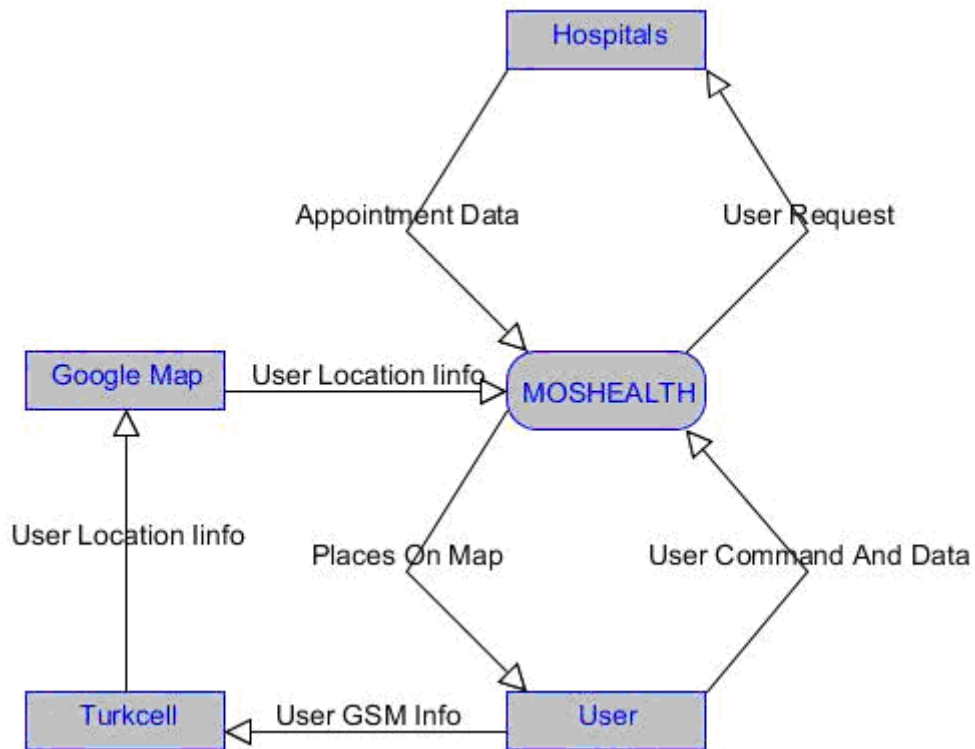 Hospitals
Appointment Data
User Request
Google Map
User Location Iinfo
MOSHEALTH
User Location Iinfo
Places On Map
User Command And Data
Turkcell
User GSM Info
User